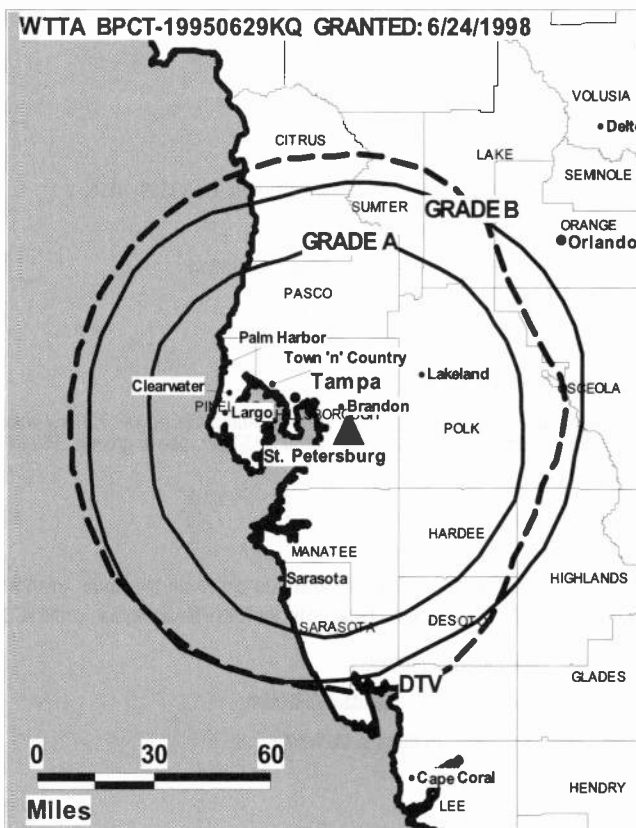 WTTA BPCT-19950629KQ GRANTED: 6/24/1998
VOLUSIA
CITRUS
LAKE
SEMINOLE
SUMTER
GRADE B
ORANGE
Orlando
GRADE A
PASCO
Palm Harbor
Town 'n' Country
Lakeland
Tampa
Clearwater
Largo
Brandon
POLK
St. Petersburg
HARDEE
MANATEE
Sarasota
HIGHLANDS
DESOTO
SARASOTA
GLADES
DTV
0 30 60
Cape Coral
HENDRY
Miles
LEE